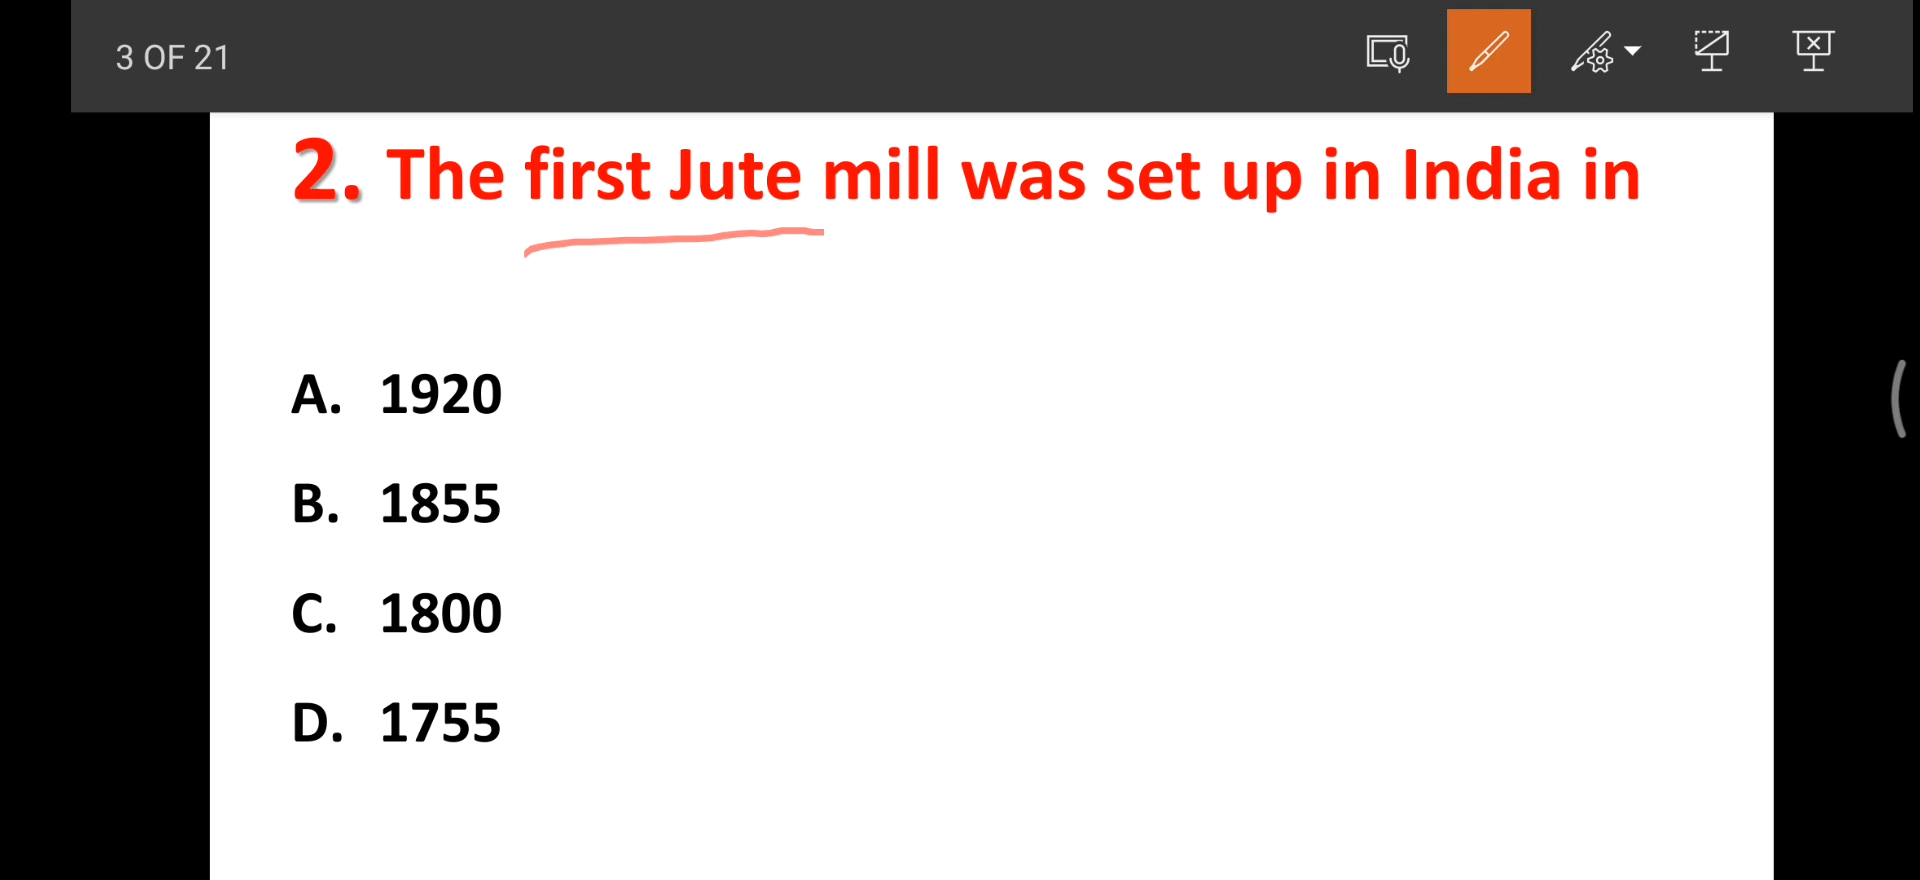 3 OF 21
2. The first Jute mill was set up in India in
A. 1920
B. 1855
C. 1800
D. 1755